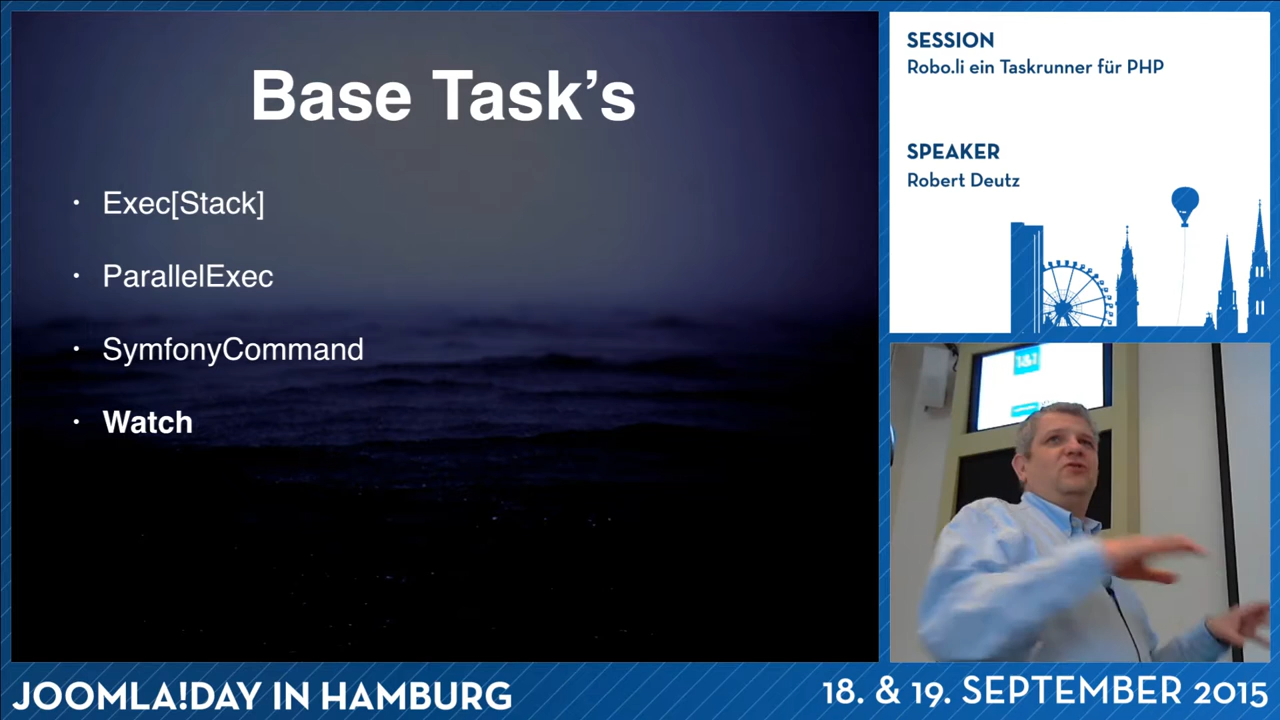 Base Task's
• Exec[Stack]
• ParallelExec
• SymfonyCommand
• Watch
SESSION
Robo.li ein Taskrunner für PHP
SPEAKER
Robert Deutz
1&1
JOOMLA!DAY IN HAMBURG
18. & 19. SEPTEMBER 2015